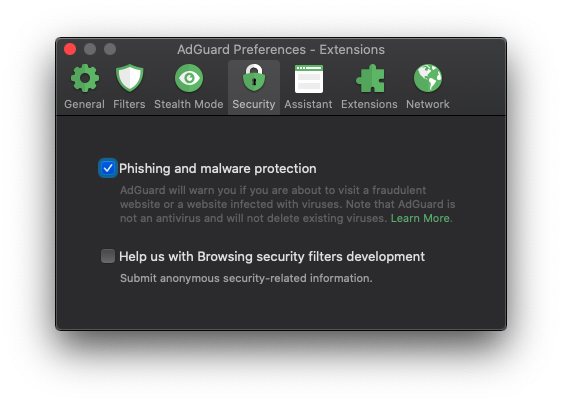 AdGuard Preferences - Extensions
General Filters Stealth Mode Security Assistant Extensions Network
Phishing and malware protection
AdGuard will warn you if you are about to visit a fraudulent
website or a website infected with viruses. Note that AdGuard is
not an antivirus and will not delete existing viruses. Learn More.
Help us with Browsing security filters development
Submit anonymous security-related information.